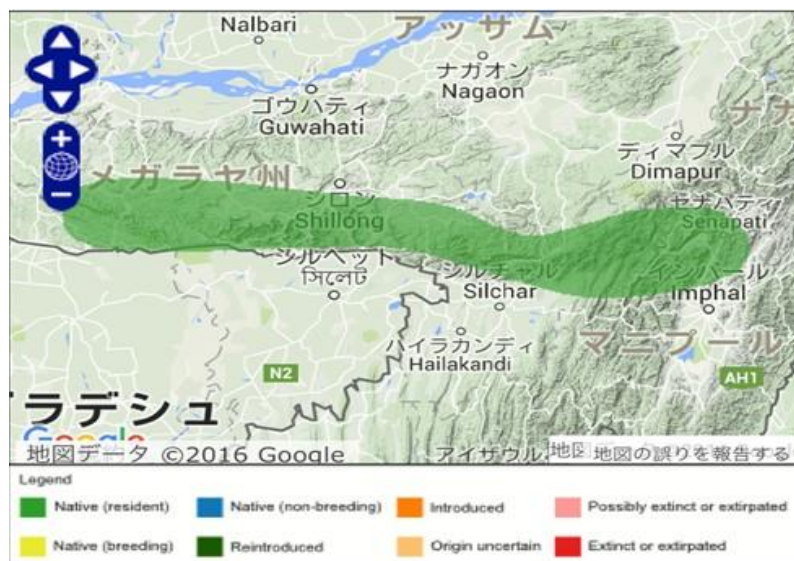 Nalbari
アッサム
ナガオン
Nagaon
ゴウハティ
Guwahati
ナガ
ディマプル
Dimapur
メガラヤ州
シロン
Shillong
セナパティ
Senapati
シルヘット
সিলেট
シルチャル
Silchar
インパール
Imphal
ハイラカンディ
Hailakandi
マニプール
N2
AH1
ラデシュ
Google
地図データ ©2016 Google
アイザウル
地図の誤りを報告する
Legend
Native (resident)
Native (non-breeding)
Introduced
Possibly extinct or extirpated
Native (breeding)
Reintroduced
Origin uncertain
Extinct or extirpated